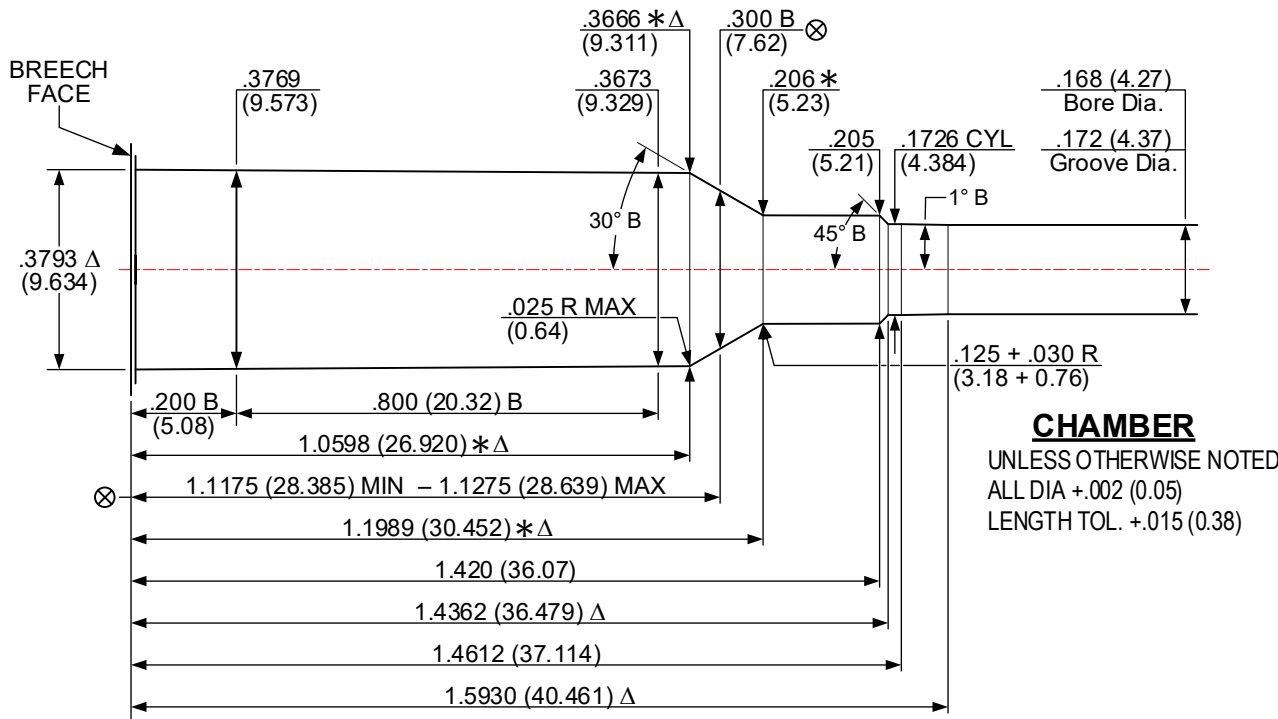 .3666 ∗ Δ
(9.311)
.300 B ⊗
(7.62)
BREECH
FACE
.3769
(9.573)
.3673
(9.329)
.206 ∗
(5.23)
.168 (4.27)
Bore Dia.
.205
(5.21)
.1726 CYL
(4.384)
.172 (4.37)
Groove Dia.
30° B
45° B
1° B
.3793 Δ
(9.634)
.025 R MAX
(0.64)
.125 + .030 R
(3.18 + 0.76)
.200 B
(5.08)
.800 (20.32) B
CHAMBER
UNLESS OTHERWISE NOTED
ALL DIA +.002 (0.05)
LENGTH TOL. +.015 (0.38)
1.0598 (26.920) ∗ Δ
⊗ 1.1175 (28.385) MIN – 1.1275 (28.639) MAX
1.1989 (30.452) ∗ Δ
1.420 (36.07)
1.4362 (36.479) Δ
1.4612 (37.114)
1.5930 (40.461) Δ